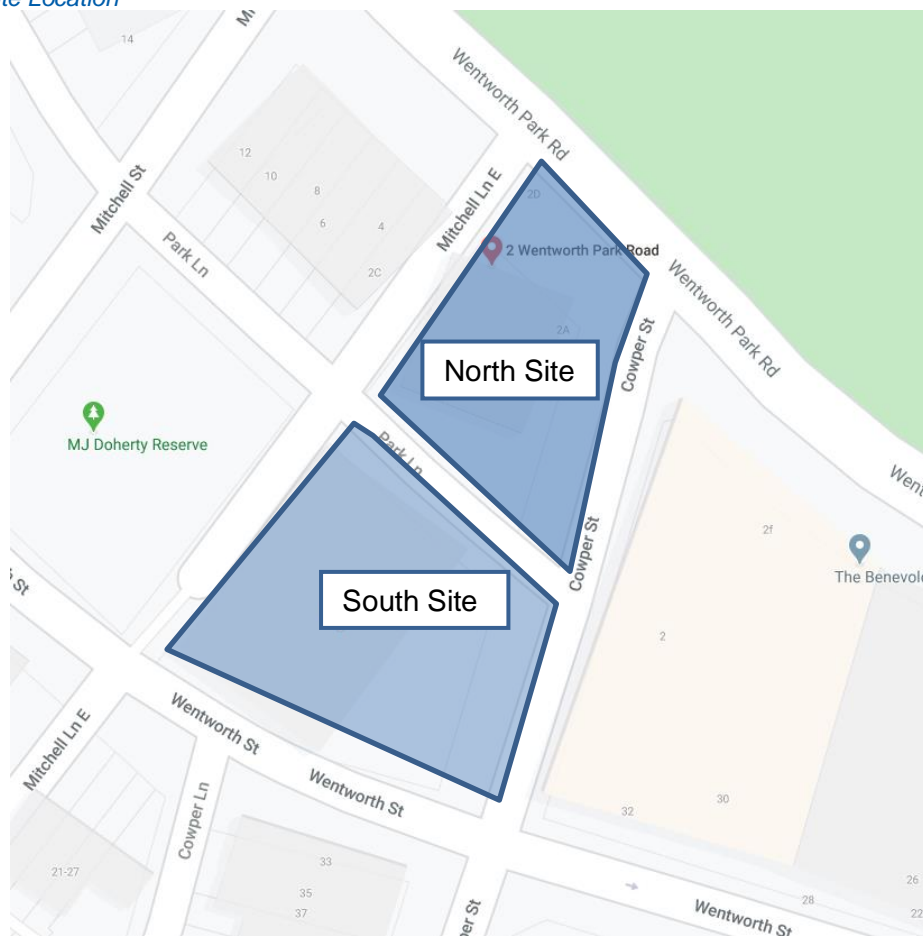 te Location
14
Wentworth Park Rd
Mitchell St
12
10
8
6
4
2C
Mitchell Ln E
2D
2 Wentworth Park Road
Park Ln
2A
Wentworth Park Rd
Cowper St
North Site
MJ Doherty Reserve
Park Ln
Went
2f
The Benevole
Cowper St
South Site
2
St
Mitchell Ln E
Wentworth St
Wentworth St
Cowper Ln
32
30
33
35
37
21-27
28
26
22
Wentworth St
per St